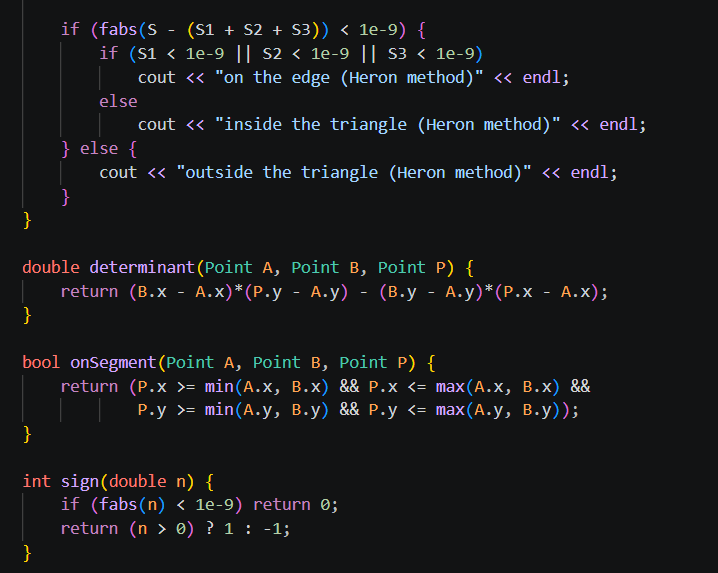 if (fabs(S - (S1 + S2 + S3)) < 1e-9) {
if (S1 < 1e-9 || S2 < 1e-9 || S3 < 1e-9)
cout << "on the edge (Heron method)" << endl;
else
cout << "inside the triangle (Heron method)" << endl;
} else {
cout << "outside the triangle (Heron method)" << endl;
}
}
double determinant(Point A, Point B, Point P) {
return (B.x - A.x)*(P.y - A.y) - (B.y - A.y)*(P.x - A.x);
}
bool onSegment(Point A, Point B, Point P) {
return (P.x >= min(A.x, B.x) && P.x <= max(A.x, B.x) &&
P.y >= min(A.y, B.y) && P.y <= max(A.y, B.y));
}
int sign(double n) {
if (fabs(n) < 1e-9) return 0;
return (n > 0) ? 1 : -1;
}